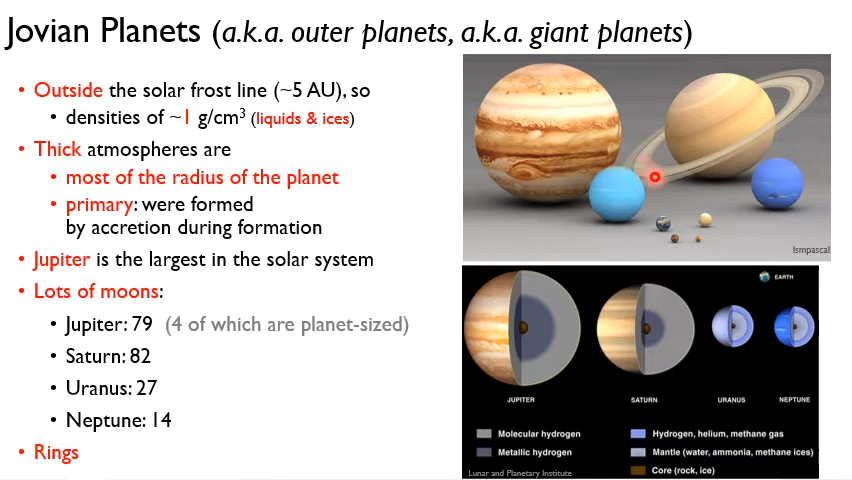 Jovian Planets (a.k.a. outer planets, a.k.a. giant planets)
• Outside the solar frost line (~5 AU), so
• densities of ~1 g/cm³ (liquids & ices)
• Thick atmospheres are
• most of the radius of the planet
• primary: were formed
by accretion during formation
• Jupiter is the largest in the solar system
• Lots of moons:
• Jupiter: 79 (4 of which are planet-sized)
• Saturn: 82
• Uranus: 27
• Neptune: 14
• Rings
lsmpascal
EARTH
JUPITER
SATURN
URANUS
NEPTUNE
Molecular hydrogen
Metallic hydrogen
Hydrogen, helium, methane gas
Mantle (water, ammonia, methane ices)
Core (rock, ice)
Lunar and Planetary Institute